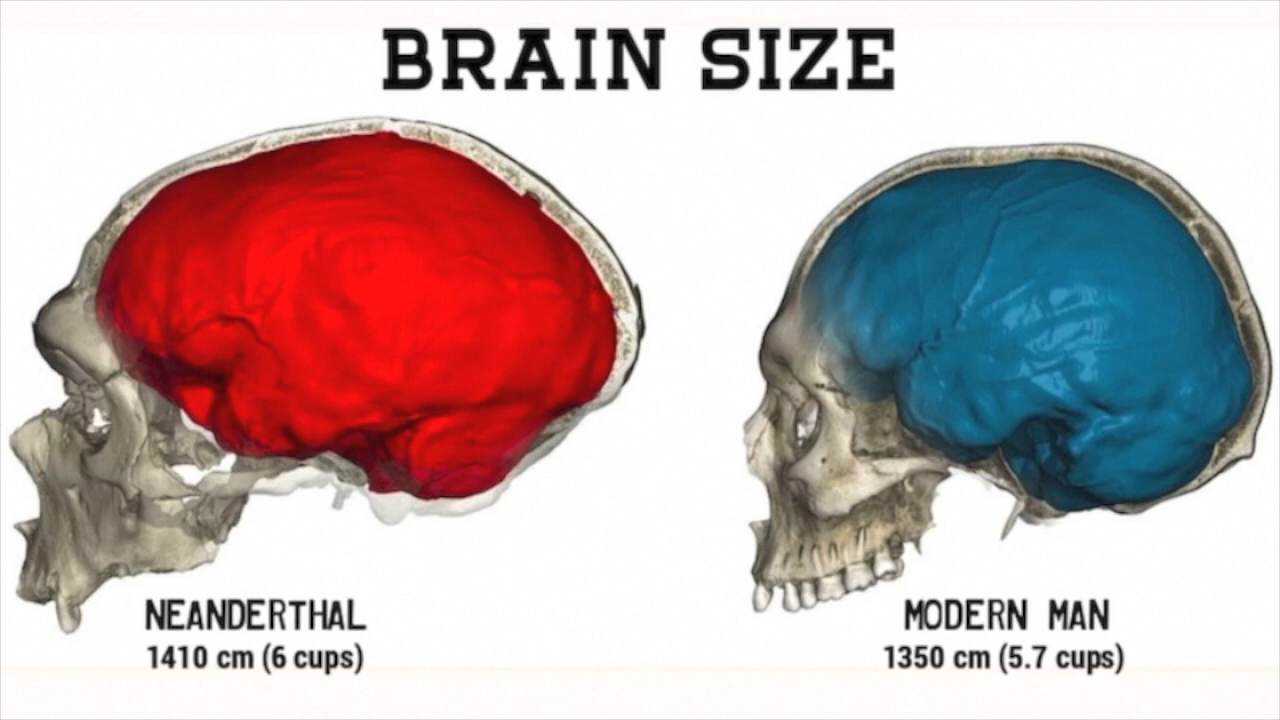 BRAIN SIZE
NEANDERTHAL
1410 cm (6 cups)
MODERN MAN
1350 cm (5.7 cups)